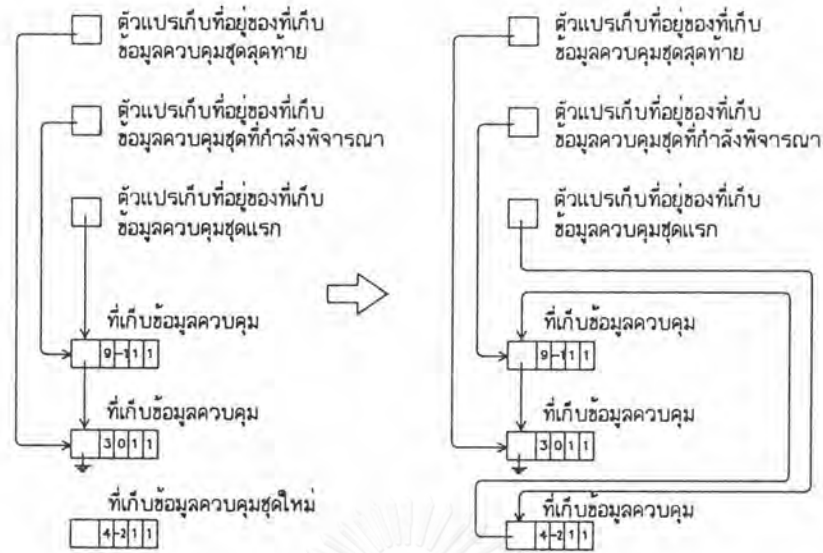 ตัวแปรเก็บที่อยู่ของที่เก็บ
ข้อมูลควบคุมชุดสุดท้าย
ตัวแปรเก็บที่อยู่ของที่เก็บ
ข้อมูลควบคุมชุดที่กำลังพิจารณา
ตัวแปรเก็บที่อยู่ของที่เก็บ
ข้อมูลควบคุมชุดแรก
ที่เก็บข้อมูลควบคุม
9 -1 1 1
ที่เก็บข้อมูลควบคุม
3 0 1 1
ที่เก็บข้อมูลควบคุมชุดใหม่
4 -2 1 1
ตัวแปรเก็บที่อยู่ของที่เก็บ
ข้อมูลควบคุมชุดสุดท้าย
ตัวแปรเก็บที่อยู่ของที่เก็บ
ข้อมูลควบคุมชุดที่กำลังพิจารณา
ตัวแปรเก็บที่อยู่ของที่เก็บ
ข้อมูลควบคุมชุดแรก
ที่เก็บข้อมูลควบคุม
9 -1 1 1
ที่เก็บข้อมูลควบคุม
3 0 1 1
ที่เก็บข้อมูลควบคุม
4 -2 1 1